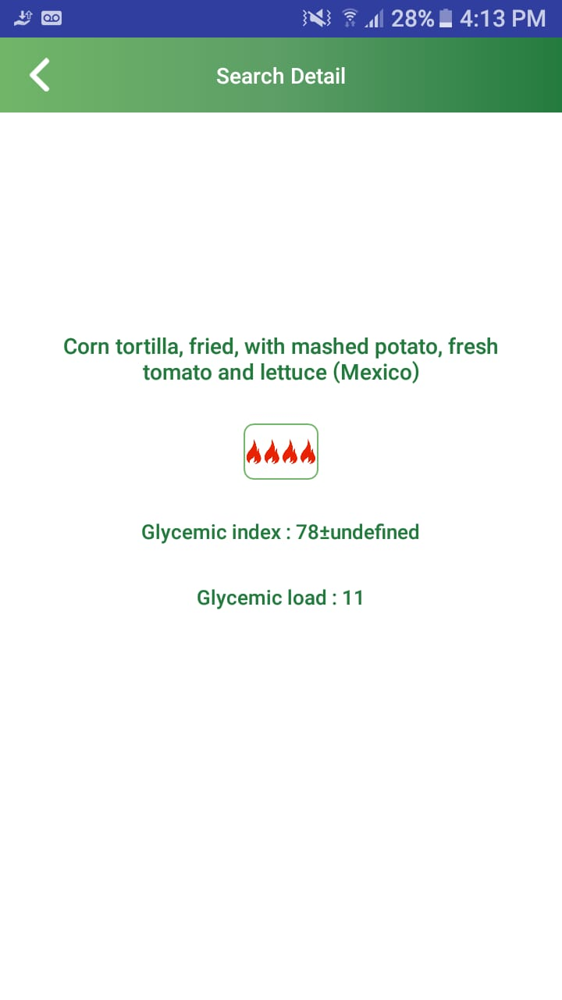 28% 4:13 PM
Search Detail
Corn tortilla, fried, with mashed potato, fresh
tomato and lettuce (Mexico)
Glycemic index : 78±undefined
Glycemic load : 11